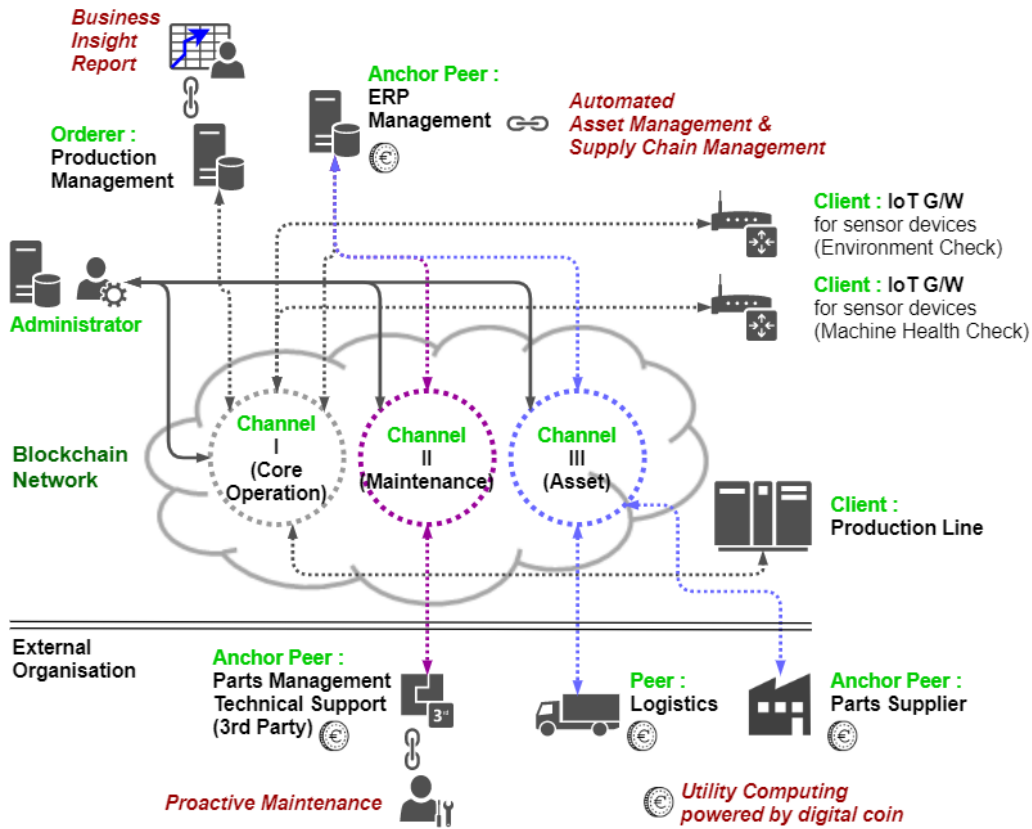 Business
Insight
Report
Anchor Peer :
ERP
Management
Automated
Asset Management &
Supply Chain Management
Orderer :
Production
Management
Client : IoT G/W
for sensor devices
(Environment Check)
Client : IoT G/W
for sensor devices
(Machine Health Check)
Administrator
Blockchain
Network
Channel
I
(Core
Operation)
Channel
II
(Maintenance)
Channel
III
(Asset)
Client :
Production Line
External
Organisation
Anchor Peer :
Parts Management
Technical Support
(3rd Party)
3rd
Peer :
Logistics
Anchor Peer :
Parts Supplier
Proactive Maintenance
Utility Computing
powered by digital coin